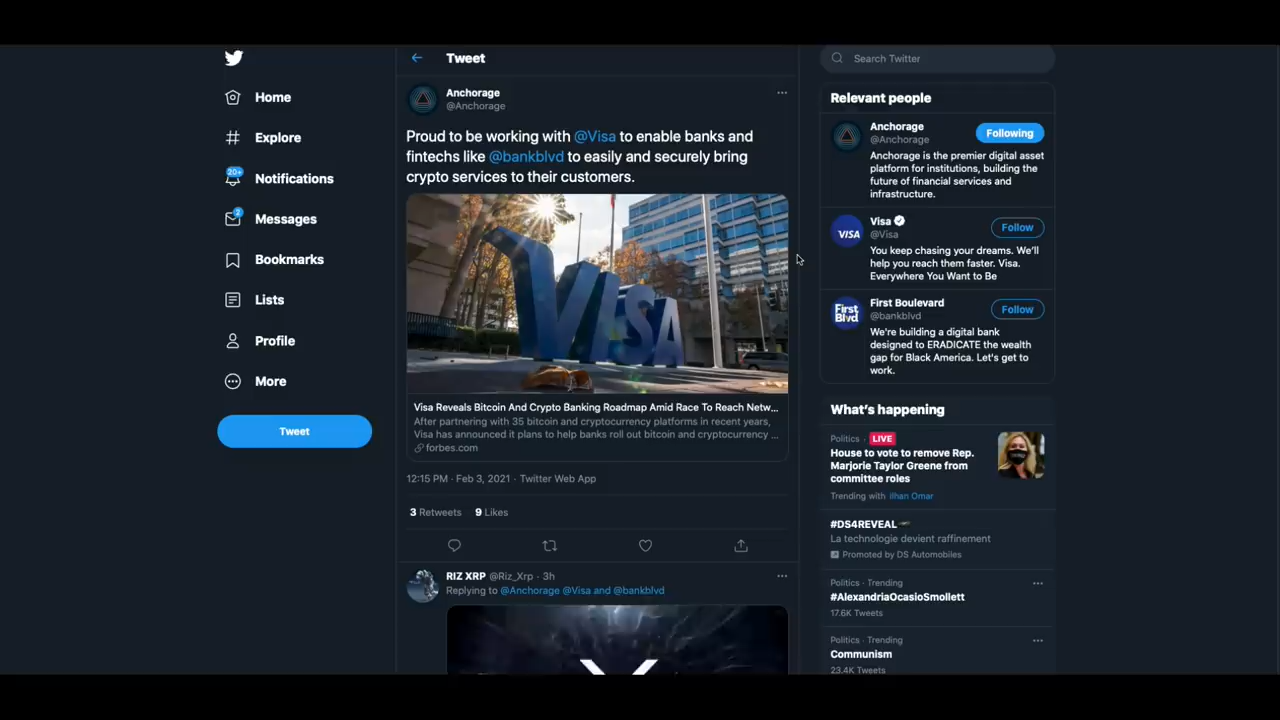 Home
Explore
20+
Notifications
2
Messages
Bookmarks
Lists
Profile
More
Tweet
Tweet
Anchorage
@Anchorage
Proud to be working with @Visa to enable banks and
fintechs like @bankblvd to easily and securely bring
crypto services to their customers.
VISA
Visa Reveals Bitcoin And Crypto Banking Roadmap Amid Race To Reach Netw...
After partnering with 35 bitcoin and cryptocurrency platforms in recent years,
Visa has announced it plans to help banks roll out bitcoin and cryptocurrency ...
forbes.com
12:15 PM · Feb 3, 2021 · Twitter Web App
3 Retweets 9 Likes
RIZ XRP @Riz_Xrp · 3h
Replying to @Anchorage @Visa and @bankblvd
Search Twitter
Relevant people
Anchorage
@Anchorage
Following
Anchorage is the premier digital asset
platform for institutions, building the
future of financial services and
infrastructure.
VISA
Visa
@Visa
Follow
You keep chasing your dreams. We'll
help you reach them faster. Visa.
Everywhere You Want to Be
First
Blvd
First Boulevard
@bankblvd
Follow
We're building a digital bank
designed to ERADICATE the wealth
gap for Black America. Let's get to
work.
What's happening
Politics · LIVE
House to vote to remove Rep.
Marjorie Taylor Greene from
committee roles
Trending with Ilhan Omar
#DS4REVEAL
La technologie devient raffinement
Promoted by DS Automobiles
Politics · Trending
#AlexandriaOcasioSmollett
17.6K Tweets
Politics · Trending
Communism
23.4K Tweets